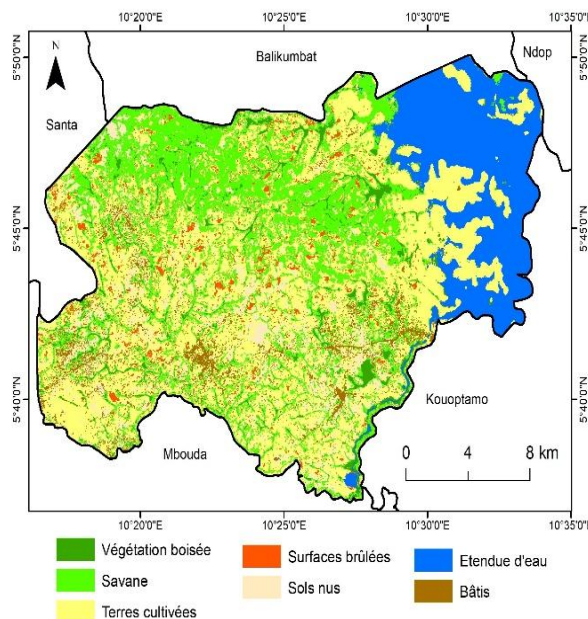 10°20'0"E 10°25'0"E 10°30'0"E 10°35'0"E
5°50'0"N 5°50'0"N
N
Balikumbat
Ndop
Santa
5°45'0"N 5°45'0"N
5°40'0"N 5°40'0"N
Kouoptamo
Mbouda
0 4 8 km
10°20'0"E 10°25'0"E 10°30'0"E 10°35'0"E
Végétation boisée
Savane
Terres cultivées
Surfaces brûlées
Sols nus
Etendue d'eau
Bâtis